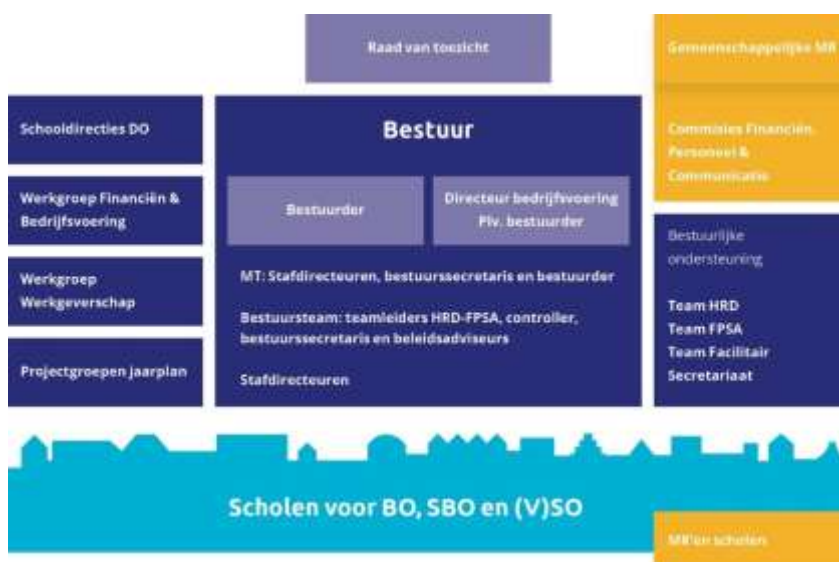 Raad van toezicht
Gemeenschappelijke MR
Schooldirecties DO
Bestuur
Commisies Financiën,
Personeel &
Communicatie
Werkgroep Financiën &
Bedrijfsvoering
Bestuurder
Directeur bedrijfsvoering
Plv. bestuurder
Bestuurlijke
ondersteuning
Werkgroep
Werkgeverschap
MT: Stafdirecteuren, bestuurssecretaris en bestuurder
Bestuursteam: teamleiders HRD-FPSA, controller,
bestuurssecretaris en beleidsadviseurs
Stafdirecteuren
Team HRD
Team FPSA
Team Facilitair
Secretariaat
Projectgroepen jaarplan
Scholen voor BO, SBO en (V)SO
MR'en scholen